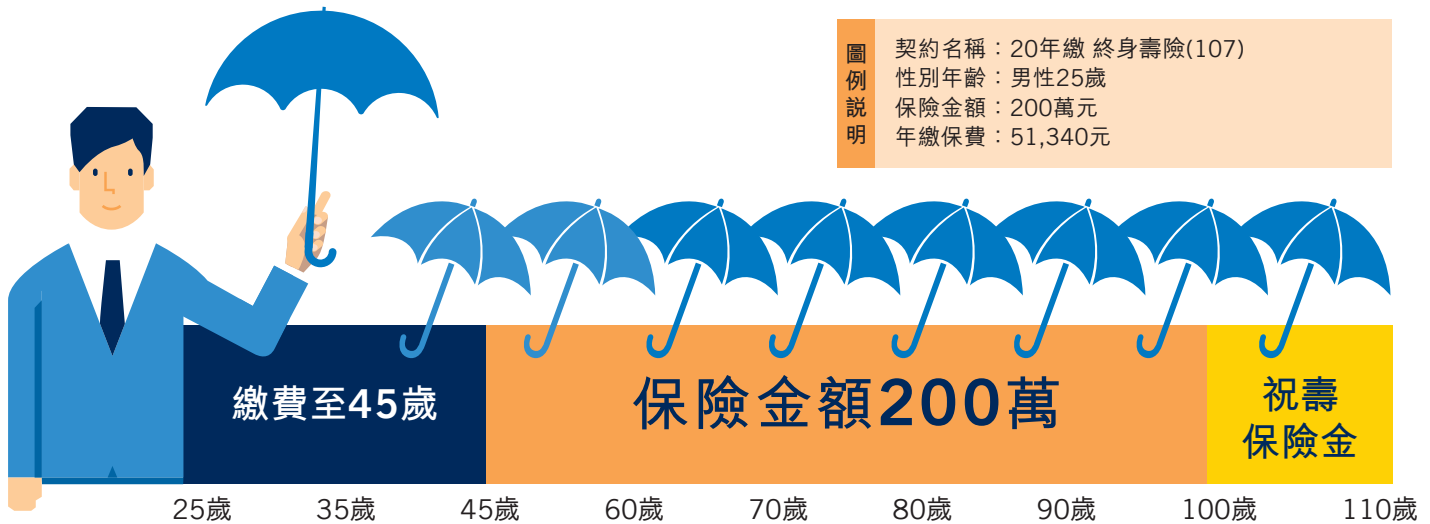 圖例說明
契約名稱：20年繳 終身壽險(107)
性別年齡：男性25歲
保險金額：200萬元
年繳保費：51,340元
繳費至45歲
保險金額200萬
祝壽
保險金
25歲 35歲 45歲 60歲 70歲 80歲 90歲 100歲 110歲